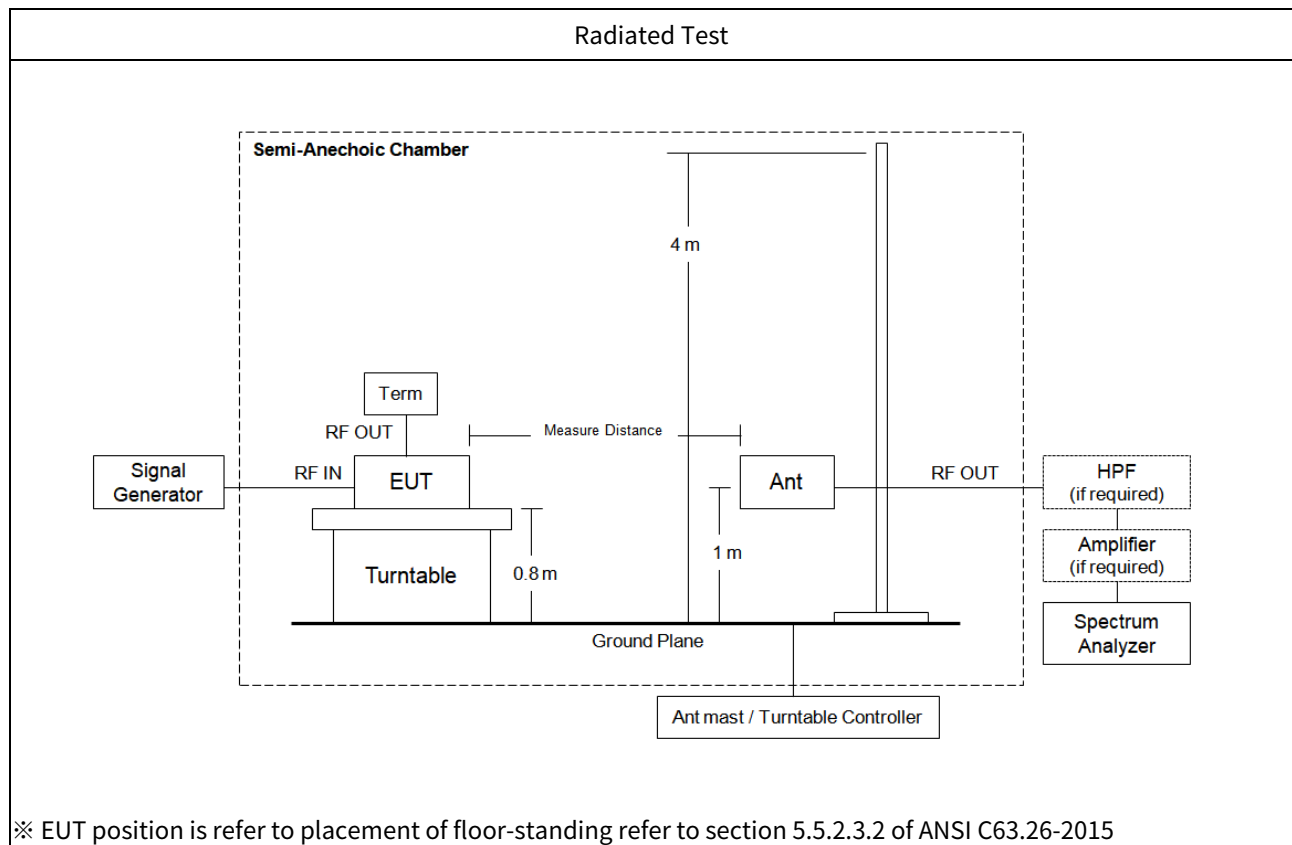 Radiated Test
Semi-Anechoic Chamber
4 m
Term
RF OUT
Measure Distance
Signal
Generator
RF IN
EUT
Ant
RF OUT
HPF
(if required)
Amplifier
(if required)
Spectrum
Analyzer
Turntable
0.8 m
1 m
Ground Plane
Ant mast / Turntable Controller
※ EUT position is refer to placement of floor-standing refer to section 5.5.2.3.2 of ANSI C63.26-2015